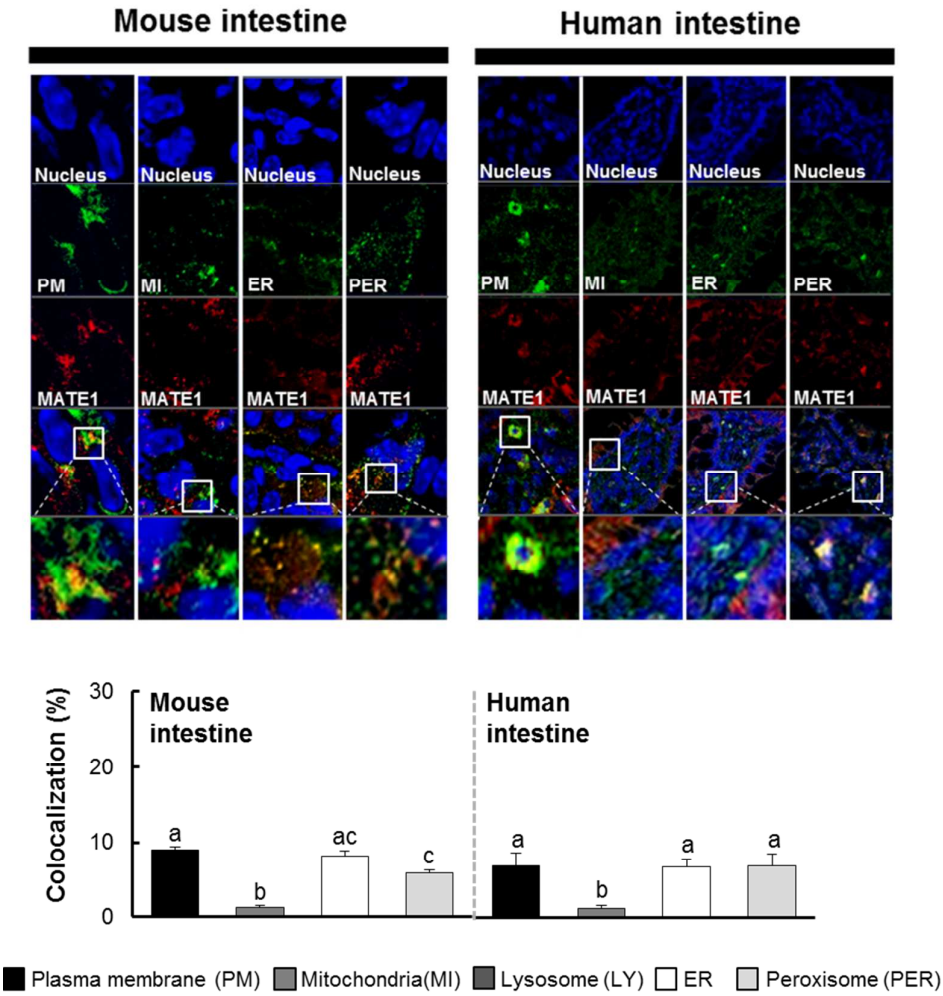 Mouse intestine
Human intestine
Nucleus Nucleus Nucleus Nucleus Nucleus Nucleus Nucleus Nucleus
PM MI ER PER PM MI ER PER
MATE1 MATE1 MATE1 MATE1 MATE1 MATE1 MATE1 MATE1
Colocalization (%)
30
20
10
0
Mouse
intestine
a
b
ac
c
Human
intestine
a
b
a
a
Plasma membrane (PM) Mitochondria(MI) Lysosome (LY) ER Peroxisome (PER)